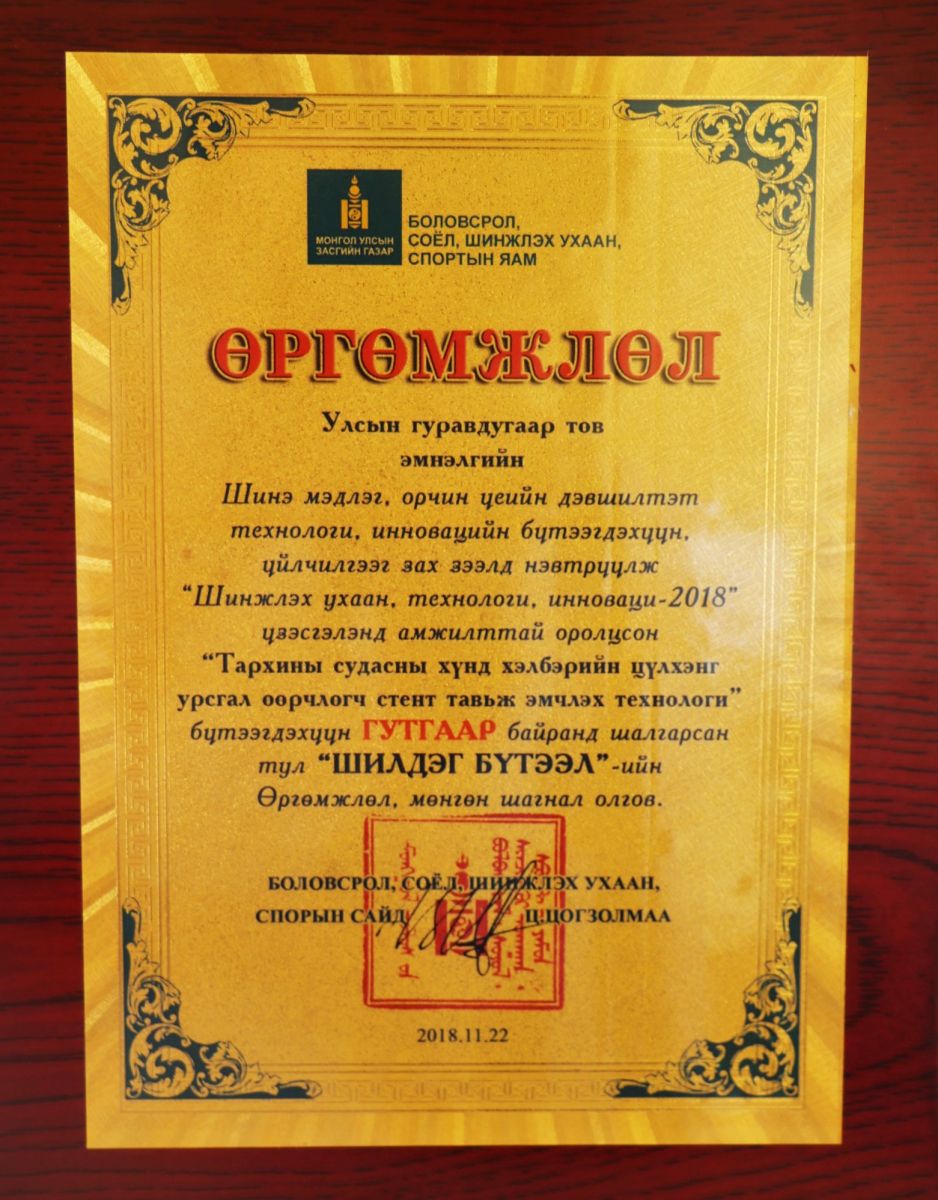 МОНГОЛ УЛСЫН
ЗАСГИЙН ГАЗАР
БОЛОВСРОЛ,
СОЁЛ, ШИНЖЛЭХ УХААН,
СПОРТЫН ЯАМ
ӨРГӨМЖЛӨЛ
Улсын гуравдугаар төв
эмнэлгийн
Шинэ мэдлэг, орчин цеийн дэвшилтэт
технологи, инновацийн бүтээгдэхүүн,
үйлчилгээг зах зээлд нэвтрүүлж
“Шинжлэх ухаан, технологи, инноваци-2018”
үзэсгэлэнд амжилттай оролцсон
“Тархины судасны хүнд хэлбэрийн цүлхэнг
урсгал өөрчлөгч стент тавьж эмчлэх технологи”
бүтээгдэхүүн ГУТГААР байранд шалгарсан
тул “ШИЛДЭГ БҮТЭЭЛ”-ийн
Өргөмжлөл, мөнгөн шагнал олгов.
БОЛОВСРОЛ, СОЁЛ, ШИНЖЛЭХ УХААН,
СПОРЫН САЙД Ц.ЦОГЗОЛМАА
2018.11.22